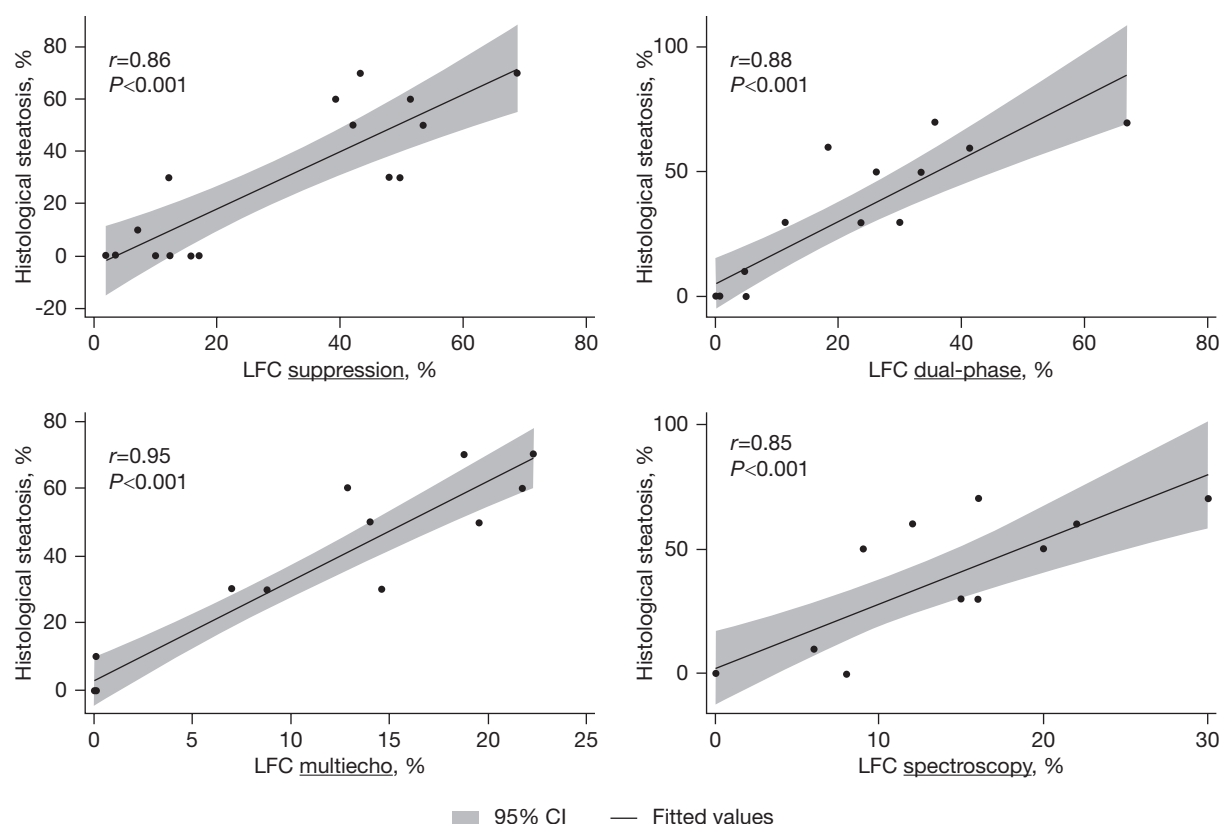 80
60
40
20
0
-20
Histological steatosis, %
r=0.86
P<0.001
0 20 40 60 80
LFC suppression, %
100
50
0
Histological steatosis, %
r=0.88
P<0.001
0 20 40 60 80
LFC dual-phase, %
80
60
40
20
0
Histological steatosis, %
r=0.95
P<0.001
0 5 10 15 20 25
LFC multiecho, %
100
50
0
Histological steatosis, %
r=0.85
P<0.001
0 10 20 30
LFC spectroscopy, %
95% CI Fitted values